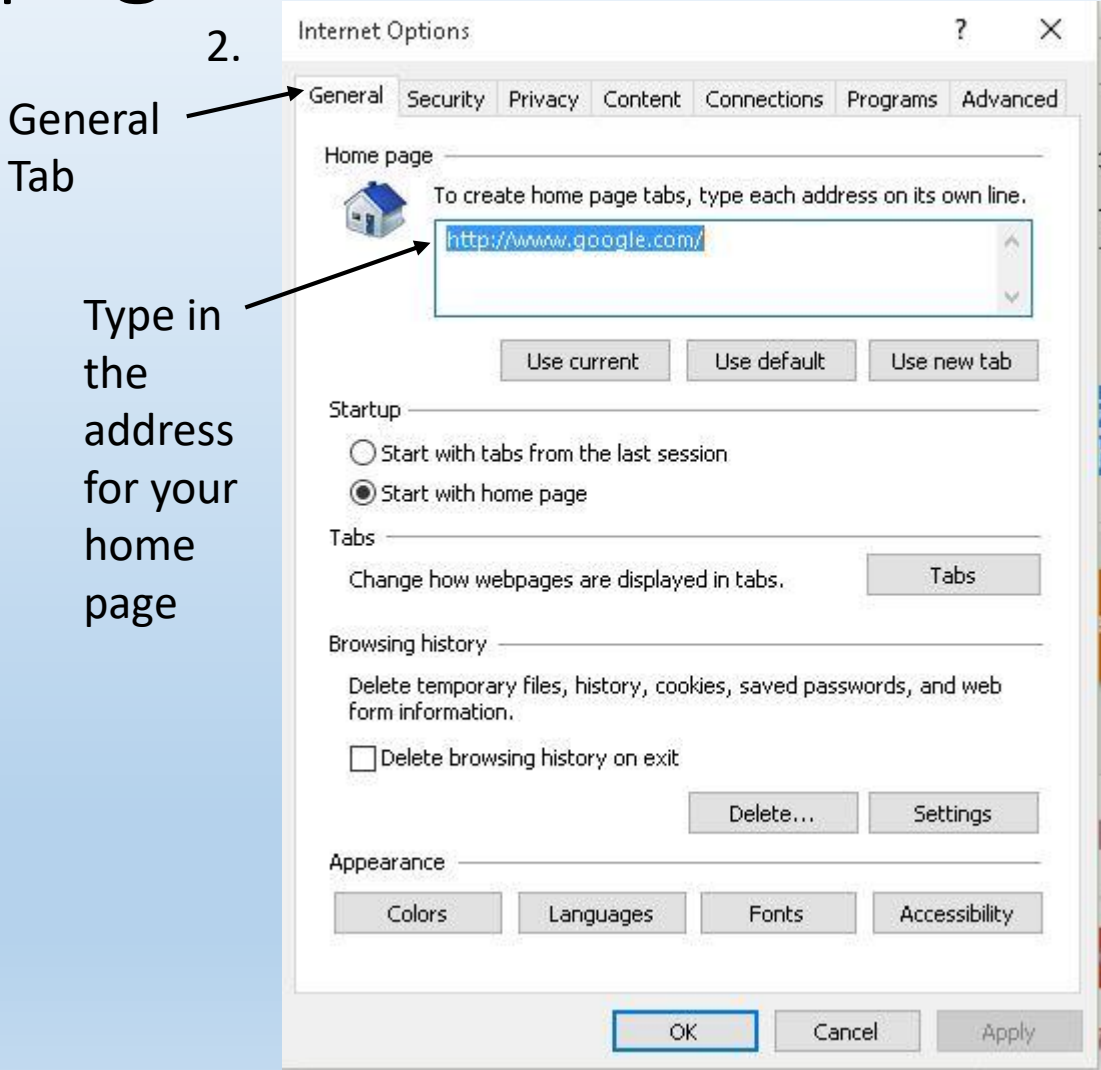 2.
General
Tab
Type in
the
address
for your
home
page
Internet Options
General Security Privacy Content Connections Programs Advanced
Home page
To create home page tabs, type each address on its own line.
http://www.google.com/
Use current Use default Use new tab
Startup
Start with tabs from the last session
Start with home page
Tabs
Change how webpages are displayed in tabs. Tabs
Browsing history
Delete temporary files, history, cookies, saved passwords, and web
form information.
Delete browsing history on exit
Delete... Settings
Appearance
Colors Languages Fonts Accessibility
OK Cancel Apply